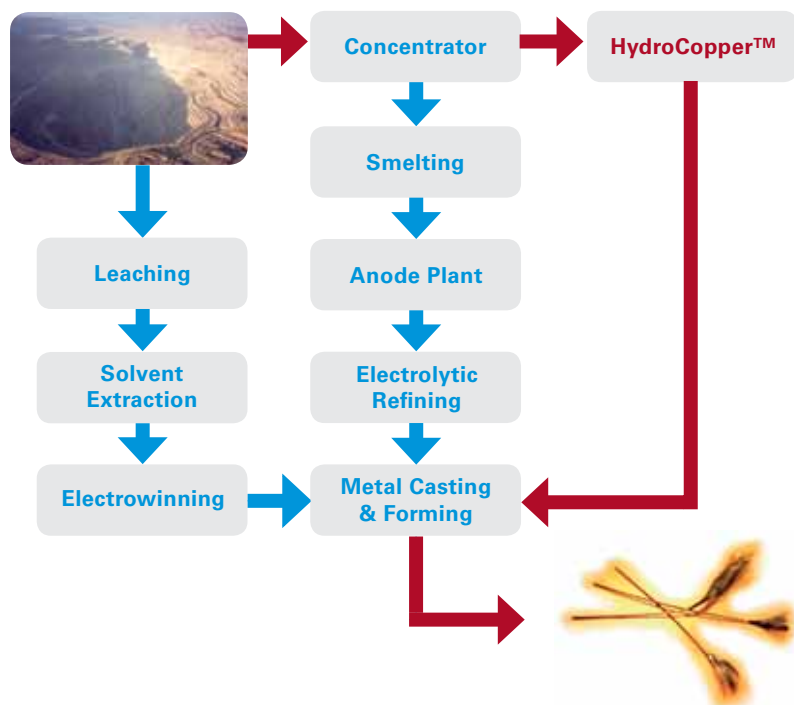 Concentrator
HydroCopper™
Smelting
Leaching
Anode Plant
Solvent
Extraction
Electrolytic
Refining
Electrowinning
Metal Casting
& Forming